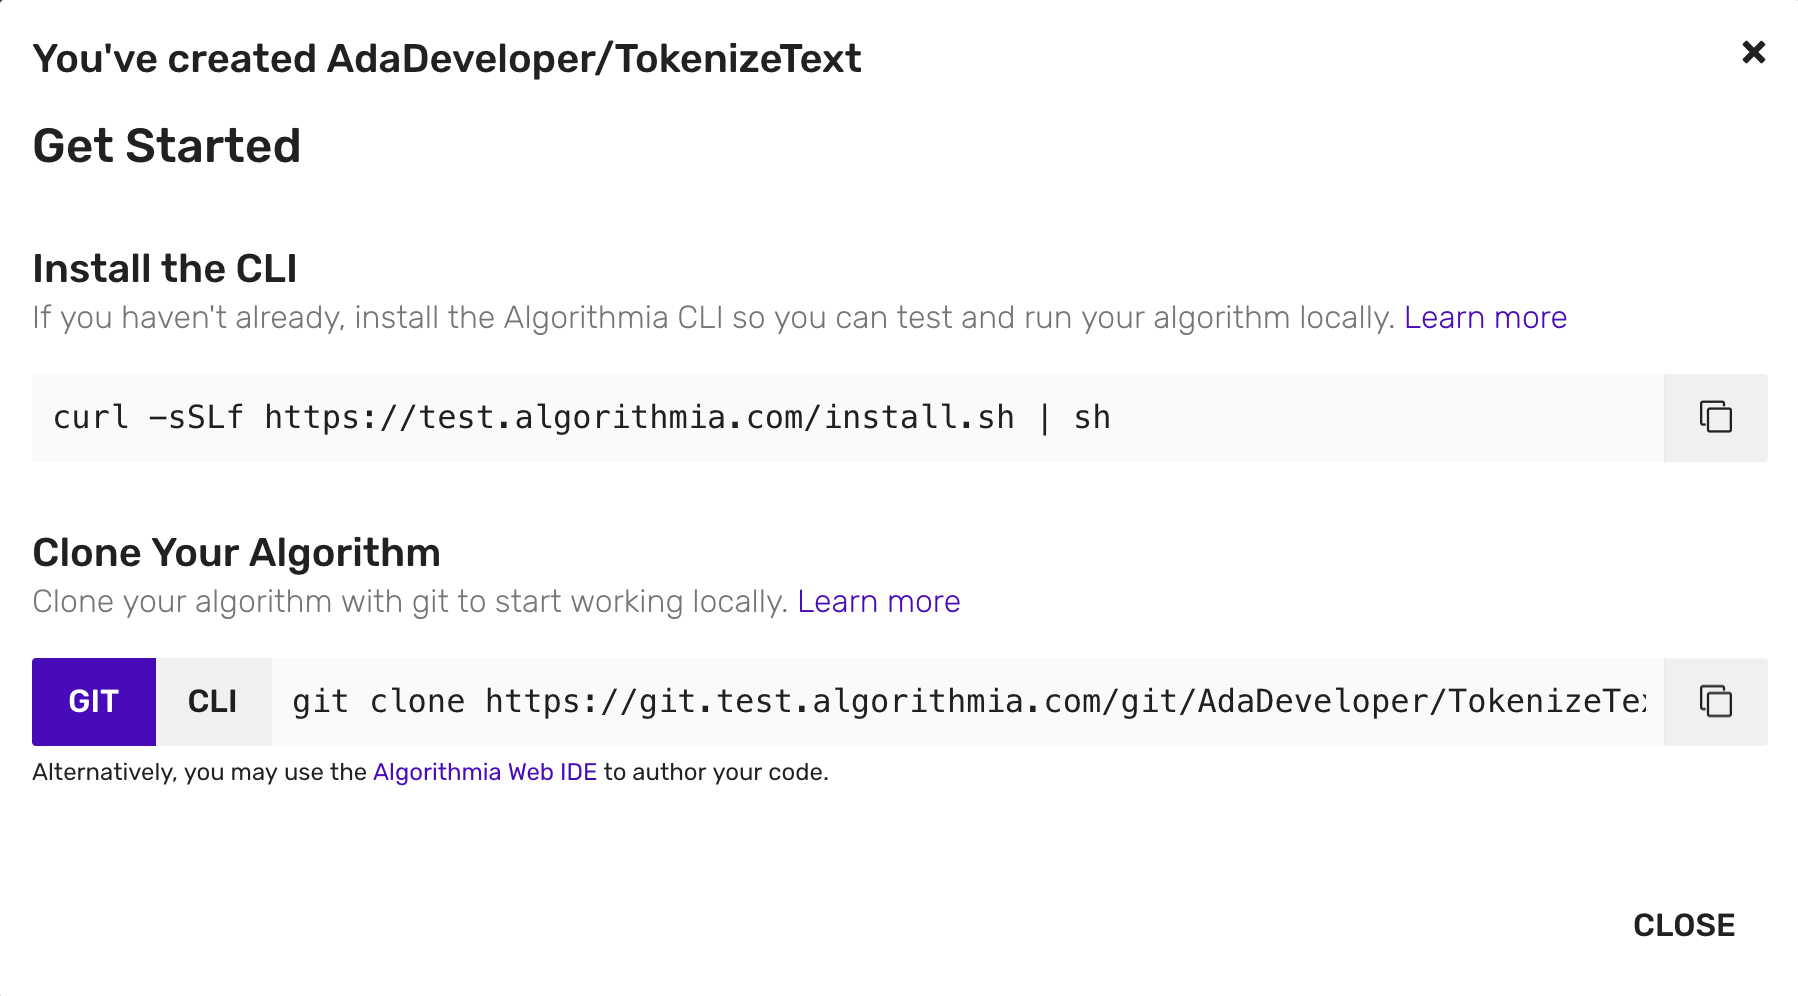 You've created AdaDeveloper/TokenizeText
Get Started
Install the CLI
If you haven't already, install the Algorithmia CLI so you can test and run your algorithm locally. Learn more
curl -sSLf https://test.algorithmia.com/install.sh | sh
Clone Your Algorithm
Clone your algorithm with git to start working locally. Learn more
GIT CLI git clone https://git.test.algorithmia.com/git/AdaDeveloper/TokenizeTex
Alternatively, you may use the Algorithmia Web IDE to author your code.
CLOSE